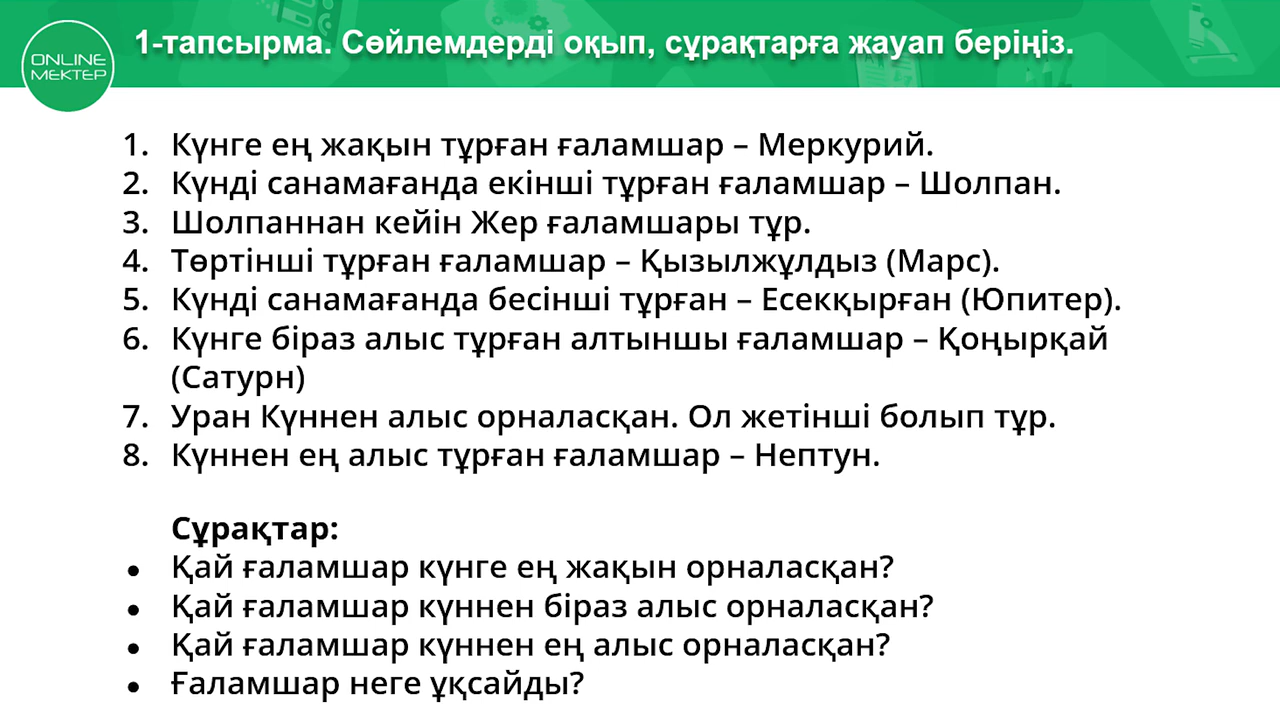 1-тапсырма. Сөйлемдерді оқып, сұрақтарға жауап беріңіз.
ONLINE
МЕКТЕР
1. Күнге ең жақын тұрған ғаламшар – Меркурий.
2. Күнді санамағанда екінші тұрған ғаламшар – Шолпан.
3. Шолпаннан кейін Жер ғаламшары тұр.
4. Төртінші тұрған ғаламшар – Қызылжұлдыз (Марс).
5. Күнді санамағанда бесінші тұрған – Есекқырған (Юпитер).
6. Күнге біраз алыс тұрған алтыншы ғаламшар – Қоңырқай
(Сатурн)
7. Уран Күннен алыс орналасқан. Ол жетінші болып тұр.
8. Күннен ең алыс тұрған ғаламшар – Нептун.
Сұрақтар:
● Қай ғаламшар күнге ең жақын орналасқан?
● Қай ғаламшар күннен біраз алыс орналасқан?
● Қай ғаламшар күннен ең алыс орналасқан?
● Ғаламшар неге ұқсайды?